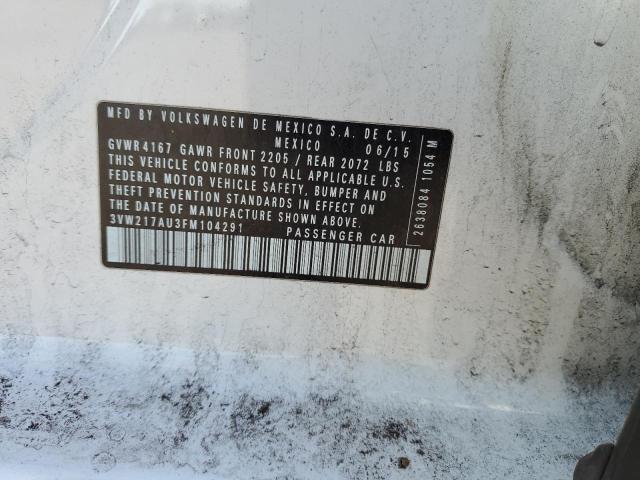 MFD BY VOLKSWAGEN DE MEXICO S.A. DE C.V.
MEXICO 06/15
GVWR4167 GAWR FRONT 2205 / REAR 2072 LBS
THIS VEHICLE CONFORMS TO ALL APPLICABLE U.S.
FEDERAL MOTOR VEHICLE SAFETY, BUMPER AND
THEFT PREVENTION STANDARDS IN EFFECT ON
THE DATE OF MANUFACTURE SHOWN ABOVE.
3VW217AU3FM104291 PASSENGER CAR
2638084 1054 M